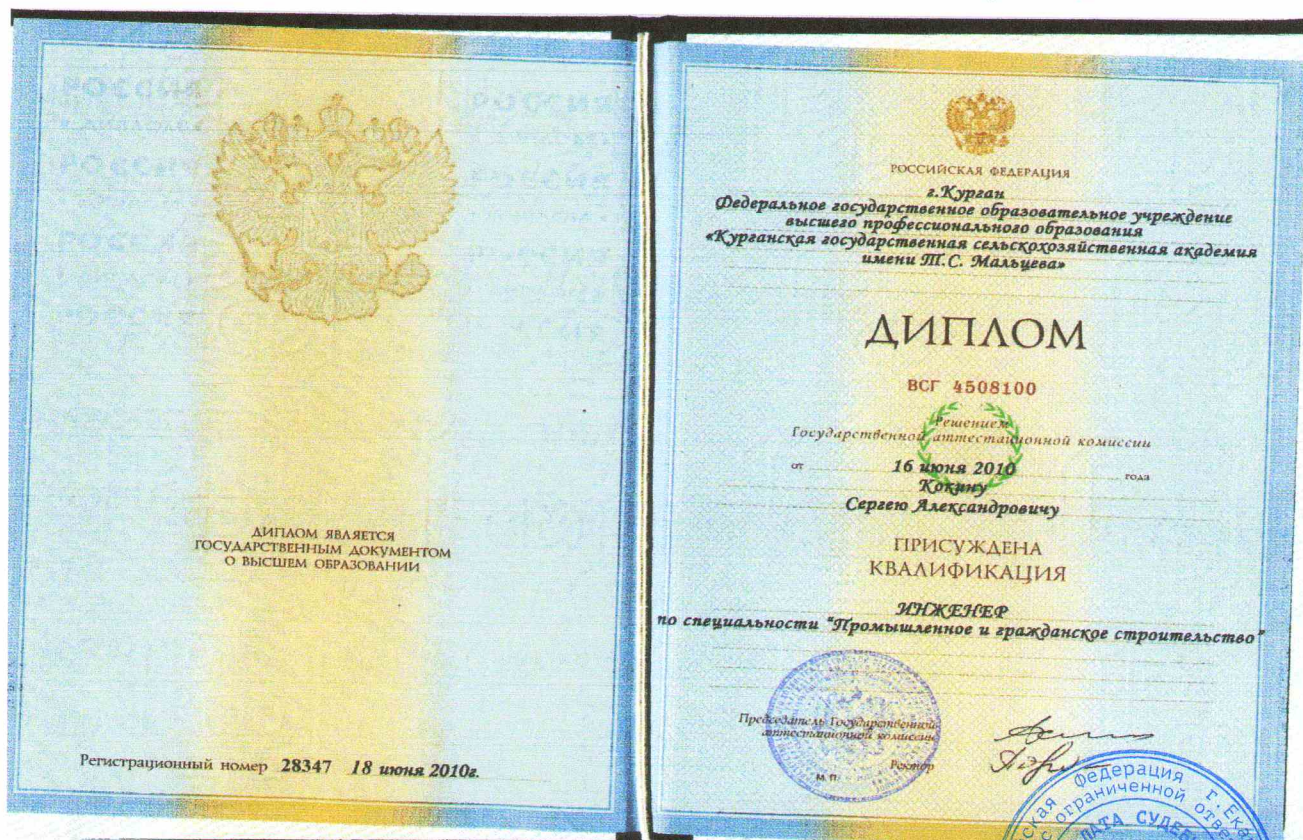 ДИПЛОМ ЯВЛЯЕТСЯ
ГОСУДАРСТВЕННЫМ ДОКУМЕНТОМ
О ВЫСШЕМ ОБРАЗОВАНИИ
Регистрационный номер 28347 18 июня 2010г.
РОССИЙСКАЯ ФЕДЕРАЦИЯ
г.Курган
Федеральное государственное образовательное учреждение
высшего профессионального образования
«Курганская государственная сельскохозяйственная академия
имени Т.С. Мальцева»
ДИПЛОМ
ВСГ 4508100
Решением
Государственной аттестационной комиссии
от 16 июня 2010 года
Кокину
Сергею Александровичу
ПРИСУЖДЕНА
КВАЛИФИКАЦИЯ
ИНЖЕНЕР
по специальности "Промышленное и гражданское строительство"
Председатель Государственной
аттестационной комиссии
Ректор
М.П.
Федерация г.
ограниченной